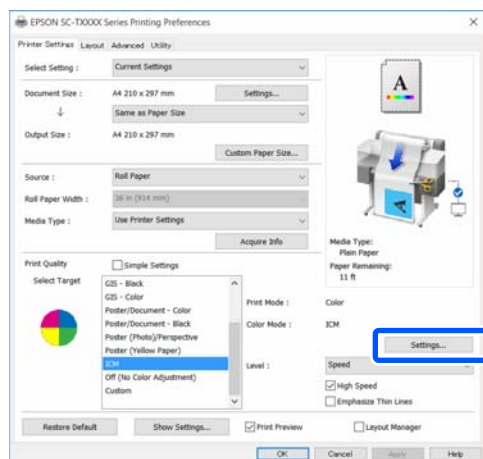 EPSON SC-TXXXX Series Printing Preferences
Printer Settings Layout Advanced Utility
Select Setting : Current Settings
Document Size : A4 210 x 297 mm Settings...
Same as Paper Size
Output Size : A4 210 x 297 mm
Custom Paper Size...
Source : Roll Paper
Roll Paper Width : 36 in (914 mm)
Media Type : Use Printer Settings
Acquire Info
A
A
Media Type:
Plain Paper
Paper Remaining:
11 ft
Print Quality Simple Settings
Select Target
GIS - Black
GIS - Color
Poster/Document - Color
Poster/Document - Black
Poster (Photo)/Perspective
Poster (Yellow Paper)
ICM
Off (No Color Adjustment)
Custom
Print Mode : Color
Color Mode : ICM
Settings...
Level : Speed
High Speed
Emphasize Thin Lines
Restore Default Show Settings... Print Preview Layout Manager
OK Cancel Apply Help